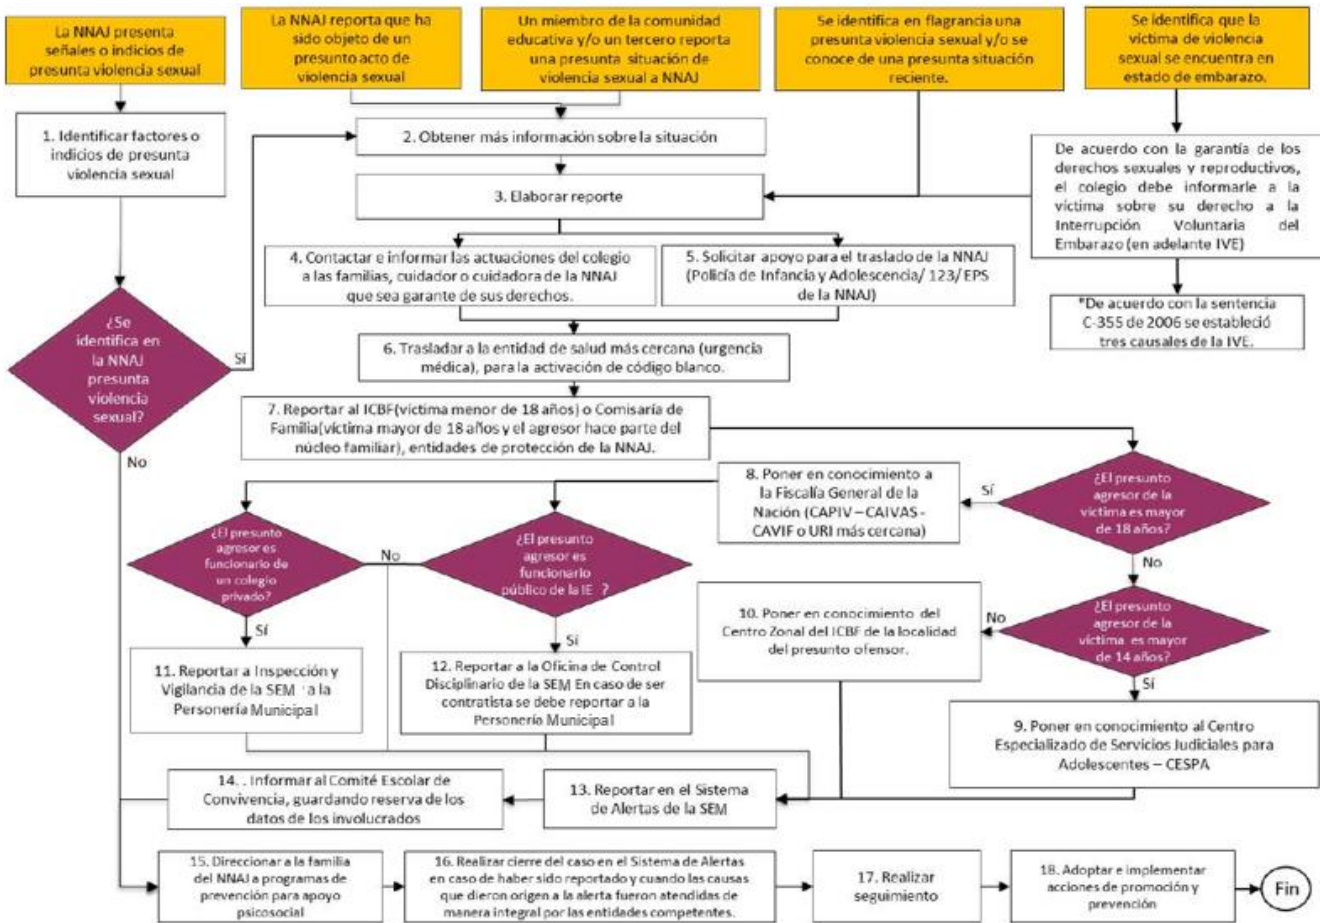 La NNAJ presenta
señales o indicios de
presunta violencia sexual
La NNAJ reporta que ha
sido objeto de un
presunto acto de
violencia sexual
Un miembro de la comunidad
educativa y/o un tercero reporta
una presunta situación de
violencia sexual a NNAJ
Se identifica en flagrancia una
presunta violencia sexual y/o se
conoce de una presunta situación
reciente.
Se identifica que la
víctima de violencia
sexual se encuentra en
estado de embarazo.
1. Identificar factores o
indicios de presunta
violencia sexual
2. Obtener más información sobre la situación
De acuerdo con la garantía de los
derechos sexuales y reproductivos,
el colegio debe informarle a la
víctima sobre su derecho a la
Interrupción Voluntaria del
Embarazo (en adelante IVE)
3. Elaborar reporte
4. Contactar e informar las actuaciones del colegio
a las familias, cuidador o cuidadora de la NNAJ
que sea garante de sus derechos.
5. Solicitar apoyo para el traslado de la NNAJ
(Policía de Infancia y Adolescencia/ 123/ EPS
de la NNAJ)
*De acuerdo con la sentencia
C-355 de 2006 se estableció
tres causales de la IVE.
¿Se
identifica en
la NNAJ
presunta
violencia
sexual?
Sí
No
6. Trasladar a la entidad de salud más cercana (urgencia
médica), para la activación de código blanco.
7. Reportar al ICBF(víctima menor de 18 años) o Comisaría de
Familia(víctima mayor de 18 años y el agresor hace parte del
núcleo familiar), entidades de protección de la NNAJ.
8. Poner en conocimiento a
la Fiscalía General de la
Nación (CAPIV – CAIVAS -
CAVIF o URI más cercana)
Sí
¿El presunto
agresor de la
víctima es mayor
de 18 años?
No
¿El presunto
agresor es
funcionario de
un colegio
privado?
No
¿El presunto
agresor es
funcionario
público de la IE ?
Sí
Sí
10. Poner en conocimiento del
Centro Zonal del ICBF de la localidad
del presunto ofensor.
No
¿El presunto
agresor de la
víctima es mayor
de 14 años?
Sí
11. Reportar a Inspección y
Vigilancia de la SEM a la
Personería Municipal
12. Reportar a la Oficina de Control
Disciplinario de la SEM En caso de ser
contratista se debe reportar a la
Personería Municipal
9. Poner en conocimiento al Centro
Especializado de Servicios Judiciales para
Adolescentes – CESPA
14. . Informar al Comité Escolar de
Convivencia, guardando reserva de los
datos de los involucrados
13. Reportar en el Sistema
de Alertas de la SEM
15. Direccionar a la familia
del NNAJ a programas de
prevención para apoyo
psicosocial
16. Realizar cierre del caso en el Sistema de Alertas
en caso de haber sido reportado y cuando las causas
que dieron origen a la alerta fueron atendidas de
manera integral por las entidades competentes.
17. Realizar
seguimiento
18. Adoptar e implementar
acciones de promoción y
prevención
Fin